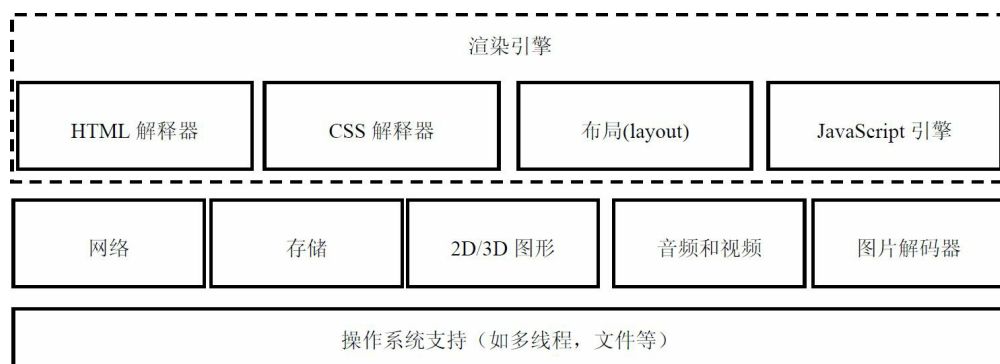 渲染引擎
HTML 解释器
CSS 解释器
布局(layout)
JavaScript 引擎
网络
存储
2D/3D 图形
音频和视频
图片解码器
操作系统支持（如多线程，文件等）